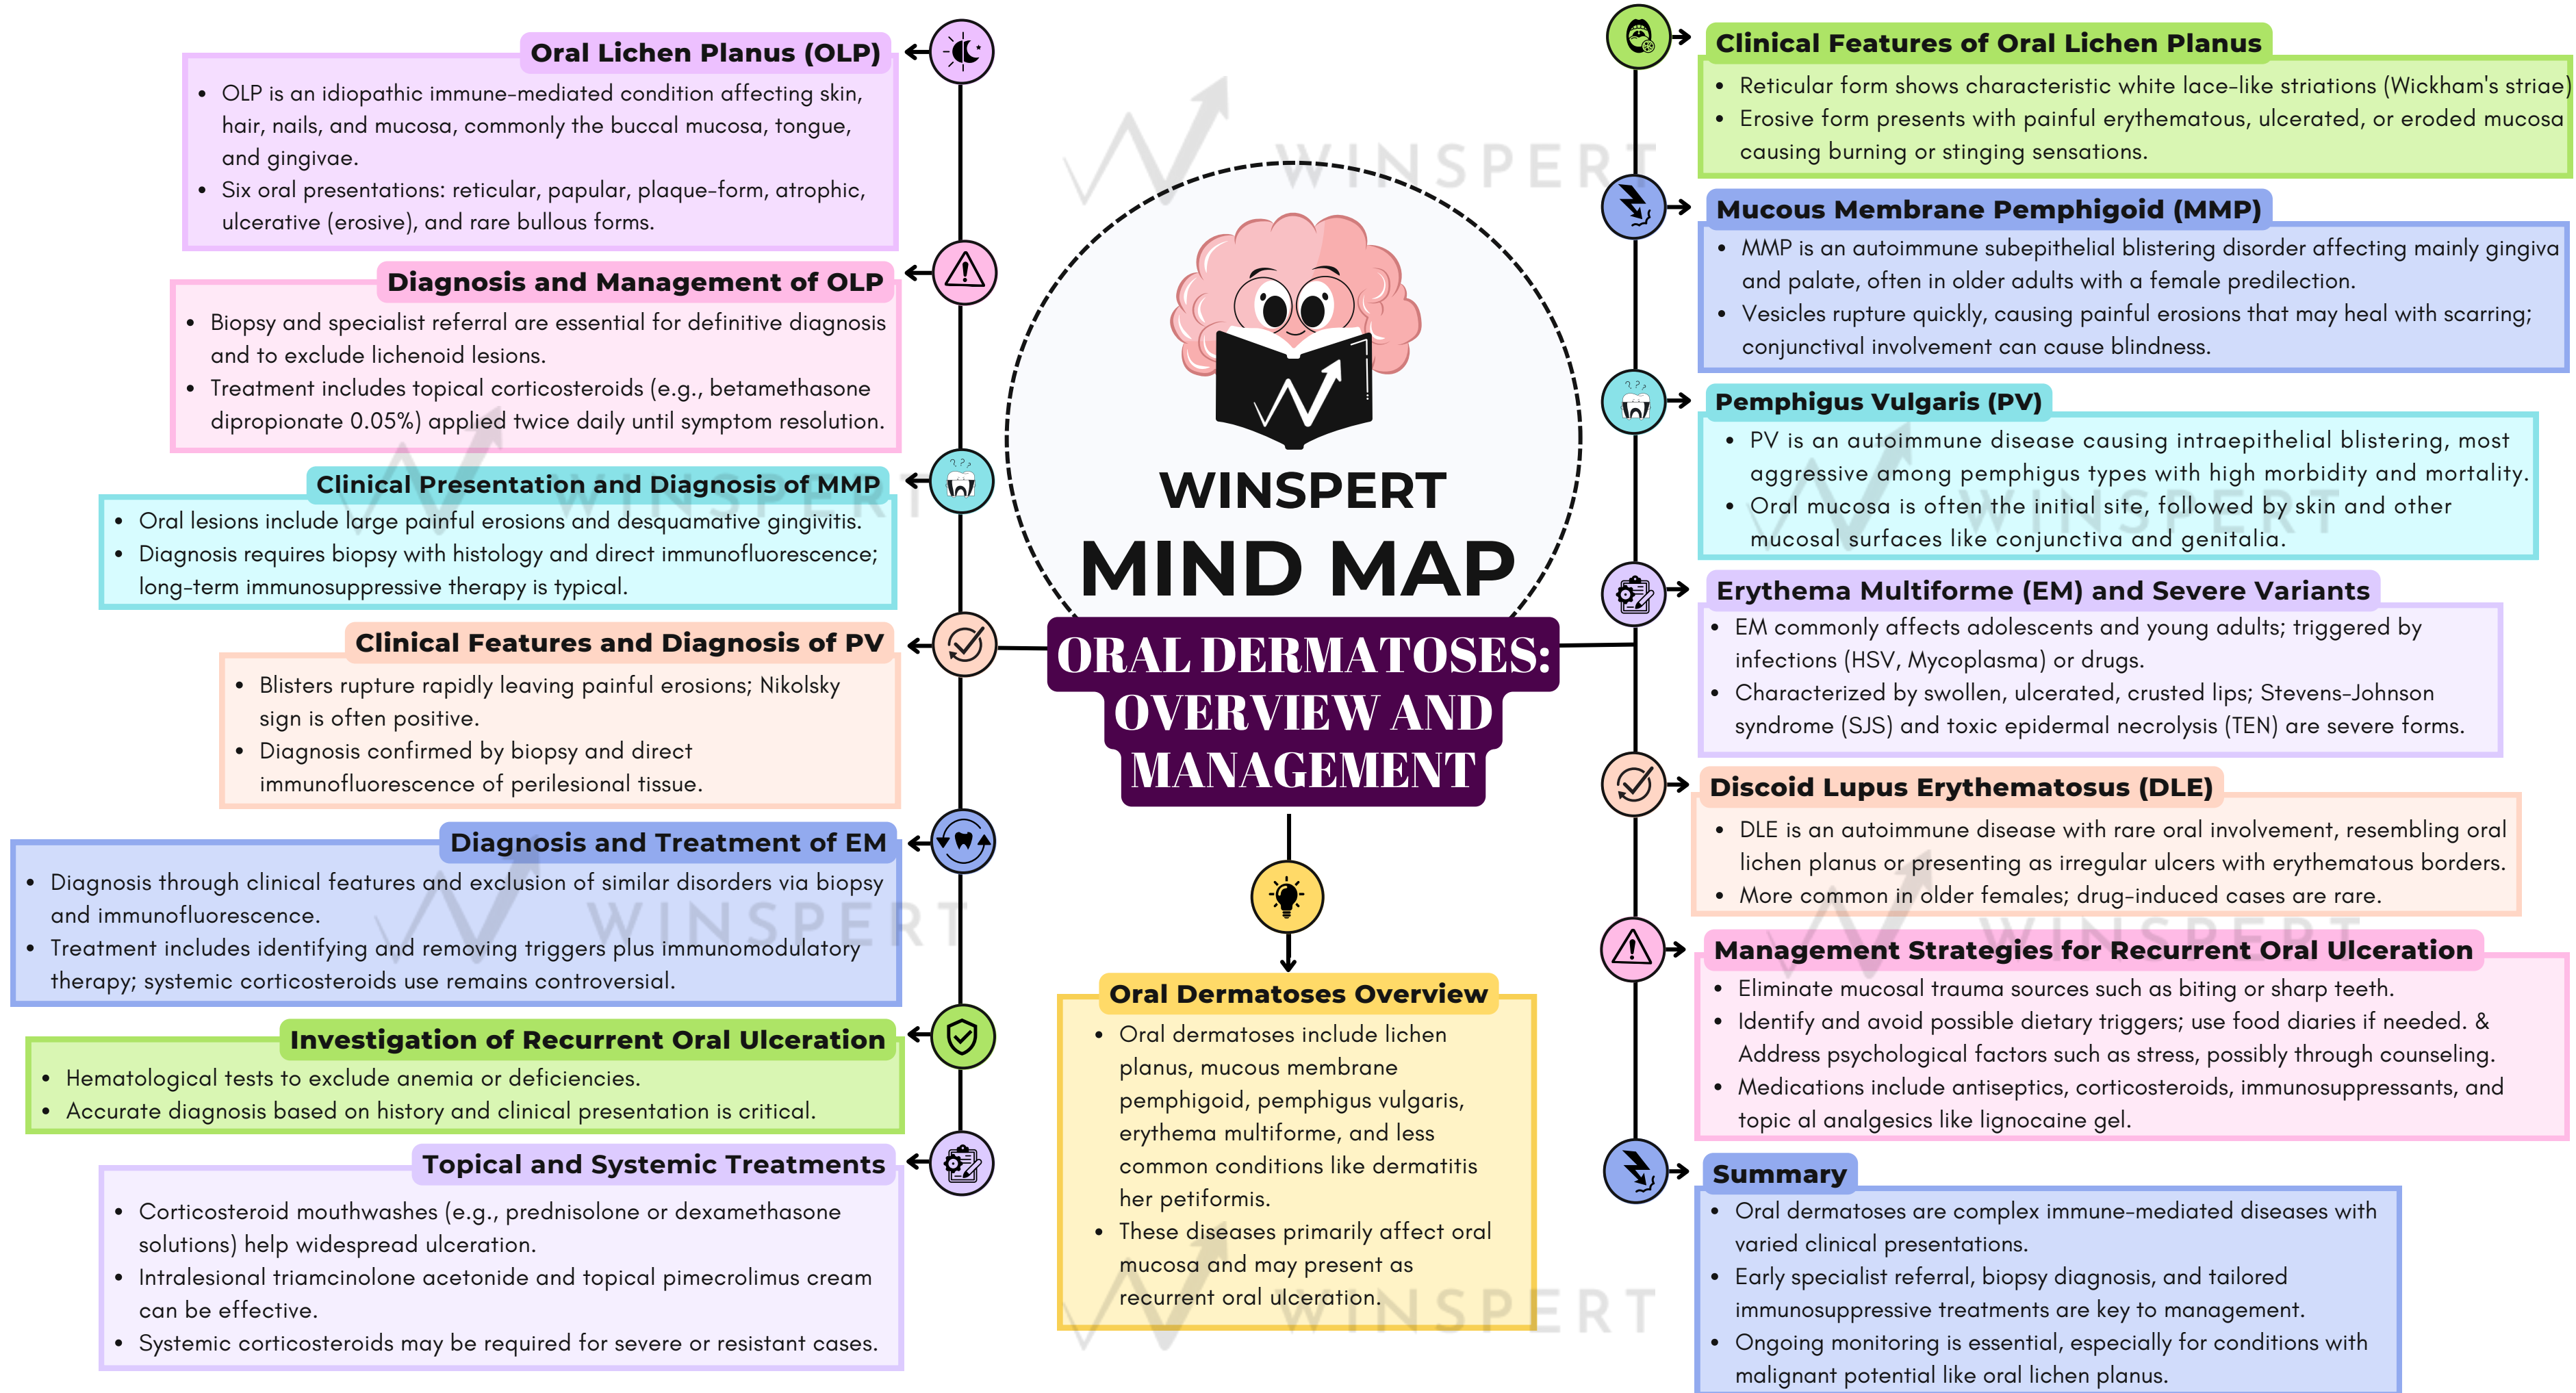 Oral Lichen Planus (OLP)
• OLP is an idiopathic immune-mediated condition affecting skin,
hair, nails, and mucosa, commonly the buccal mucosa, tongue,
and gingivae.
• Six oral presentations: reticular, papular, plaque-form, atrophic,
ulcerative (erosive), and rare bullous forms.
Diagnosis and Management of OLP
• Biopsy and specialist referral are essential for definitive diagnosis
and to exclude lichenoid lesions.
• Treatment includes topical corticosteroids (e.g., betamethasone
dipropionate 0.05%) applied twice daily until symptom resolution.
Clinical Presentation and Diagnosis of MMP
• Oral lesions include large painful erosions and desquamative gingivitis.
• Diagnosis requires biopsy with histology and direct immunofluorescence;
long-term immunosuppressive therapy is typical.
Clinical Features and Diagnosis of PV
• Blisters rupture rapidly leaving painful erosions; Nikolsky
sign is often positive.
• Diagnosis confirmed by biopsy and direct
immunofluorescence of perilesional tissue.
Diagnosis and Treatment of EM
• Diagnosis through clinical features and exclusion of similar disorders via biopsy
and immunofluorescence.
• Treatment includes identifying and removing triggers plus immunomodulatory
therapy; systemic corticosteroids use remains controversial.
Investigation of Recurrent Oral Ulceration
• Hematological tests to exclude anemia or deficiencies.
• Accurate diagnosis based on history and clinical presentation is critical.
Topical and Systemic Treatments
• Corticosteroid mouthwashes (e.g., prednisolone or dexamethasone
solutions) help widespread ulceration.
• Intralesional triamcinolone acetonide and topical pimecrolimus cream
can be effective.
• Systemic corticosteroids may be required for severe or resistant cases.
WINSPERT
MIND MAP
ORAL DERMATOSES:
OVERVIEW AND
MANAGEMENT
Oral Dermatoses Overview
• Oral dermatoses include lichen
planus, mucous membrane
pemphigoid, pemphigus vulgaris,
erythema multiforme, and less
common conditions like dermatitis
her petiformis.
• These diseases primarily affect oral
mucosa and may present as
recurrent oral ulceration.
Clinical Features of Oral Lichen Planus
• Reticular form shows characteristic white lace-like striations (Wickham's striae)
• Erosive form presents with painful erythematous, ulcerated, or eroded mucosa
causing burning or stinging sensations.
Mucous Membrane Pemphigoid (MMP)
• MMP is an autoimmune subepithelial blistering disorder affecting mainly gingiva
and palate, often in older adults with a female predilection.
• Vesicles rupture quickly, causing painful erosions that may heal with scarring;
conjunctival involvement can cause blindness.
Pemphigus Vulgaris (PV)
• PV is an autoimmune disease causing intraepithelial blistering, most
aggressive among pemphigus types with high morbidity and mortality.
• Oral mucosa is often the initial site, followed by skin and other
mucosal surfaces like conjunctiva and genitalia.
Erythema Multiforme (EM) and Severe Variants
• EM commonly affects adolescents and young adults; triggered by
infections (HSV, Mycoplasma) or drugs.
• Characterized by swollen, ulcerated, crusted lips; Stevens-Johnson
syndrome (SJS) and toxic epidermal necrolysis (TEN) are severe forms.
Discoid Lupus Erythematosus (DLE)
• DLE is an autoimmune disease with rare oral involvement, resembling oral
lichen planus or presenting as irregular ulcers with erythematous borders.
• More common in older females; drug-induced cases are rare.
Management Strategies for Recurrent Oral Ulceration
• Eliminate mucosal trauma sources such as biting or sharp teeth.
• Identify and avoid possible dietary triggers; use food diaries if needed. &
Address psychological factors such as stress, possibly through counseling.
• Medications include antiseptics, corticosteroids, immunosuppressants, and
topic al analgesics like lignocaine gel.
Summary
• Oral dermatoses are complex immune-mediated diseases with
varied clinical presentations.
• Early specialist referral, biopsy diagnosis, and tailored
immunosuppressive treatments are key to management.
• Ongoing monitoring is essential, especially for conditions with
malignant potential like oral lichen planus.
WINSPERT
WINSPERT
WINSPERT
WINSPERT
WINSPERT
WINSPERT